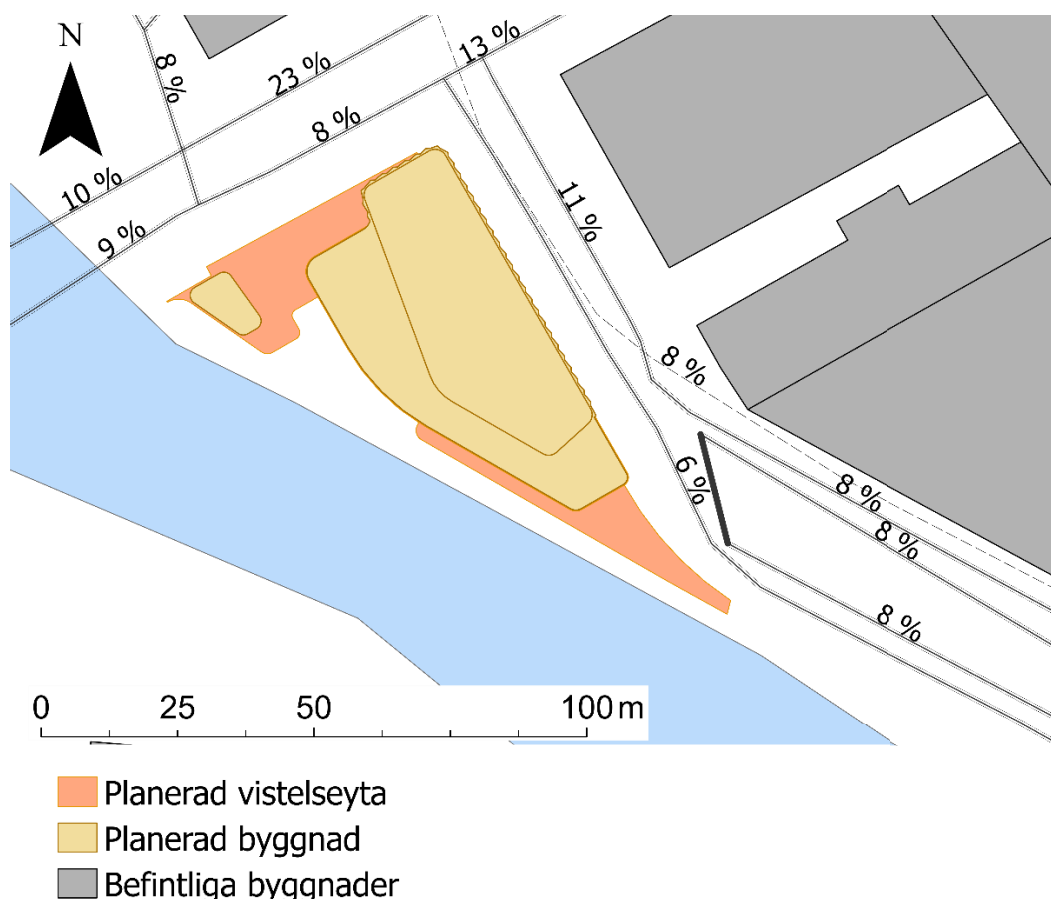 N
13 %
23 %
8 %
8 %
10 %
11 %
9 %
8 %
6 %
8 %
8 %
8 %
0 25 50 100 m
Planerad vistelseyta
Planerad byggnad
Befintliga byggnader